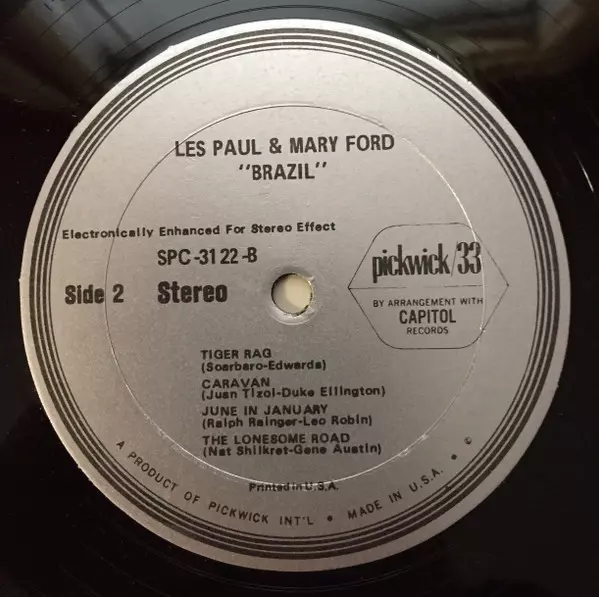 LES PAUL & MARY FORD
"BRAZIL"
Electronically Enhanced For Stereo Effect
SPC-3122-B
Side 2 Stereo
pickwick/33
BY ARRANGEMENT WITH
CAPITOL
RECORDS
TIGER RAG
(Soarbaro-Edwards)
CARAVAN
(Juan Tizol-Duke Ellington)
JUNE IN JANUARY
(Ralph Rainger-Leo Robin)
THE LONESOME ROAD
(Nat Shilkret-Gene Austin)
Printed in U.S.A.
A PRODUCT OF PICKWICK INT'L • MADE IN U.S.A. • ©